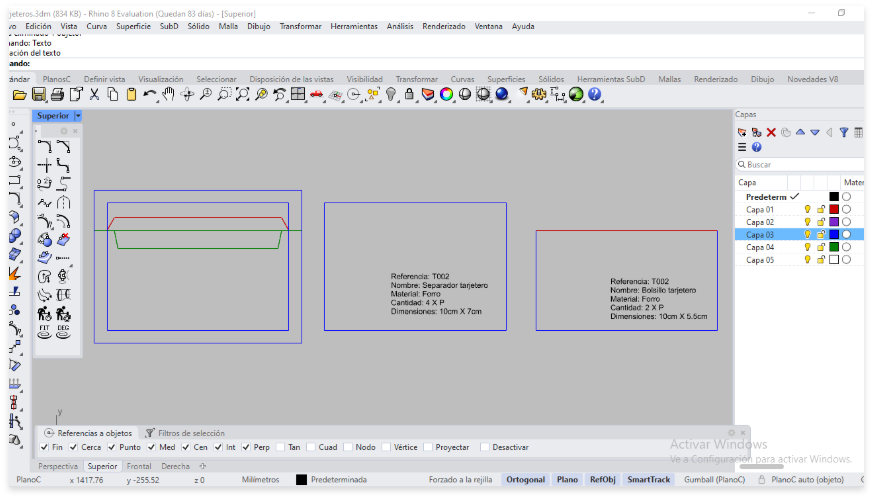 jeteros.3dm (834 KB) - Rhino 8 Evaluation (Quedan 83 días) - [Superior]
vo Edición Vista Curva Superficie SubD Sólido Malla Dibujo Transformar Herramientas Análisis Renderizado Ventana Ayuda
ando: Texto
ación del texto
ando:
ándar PlanosC Definir vista Visualización Seleccionar Disposición de las vistas Visibilidad Transformar Curvas Superficies Sólidos Herramientas SubD Mallas Renderizado Dibujo Novedades V8
Superior
FIT DEG
Referencia: T002
Nombre: Separador tarjetero
Material: Forro
Cantidad: 4 X P
Dimensiones: 10cm X 7cm
Referencia: T002
Nombre: Bolsillo tarjetero
Material: Forro
Cantidad: 2 X P
Dimensiones: 10cm X 5.5cm
y
Capas
Buscar
Capa Mater
Predeterm
Capa 01
Capa 02
Capa 03
Capa 04
Capa 05
Referencias a objetos Filtros de selección
Fin Cerca Punto Med Cen Int Perp Tan Cuad Nodo Vértice Proyectar Desactivar
Activar Windows
Ve a Configuración para activar Windows.
Perspectiva Superior Frontal Derecha
PlanoC x 1417.76 y -255.52 z 0 Milímetros Predeterminada Forzado a la rejilla Ortogonal Plano RefObj SmartTrack Gumball (PlanoC) PlanoC auto (objeto)